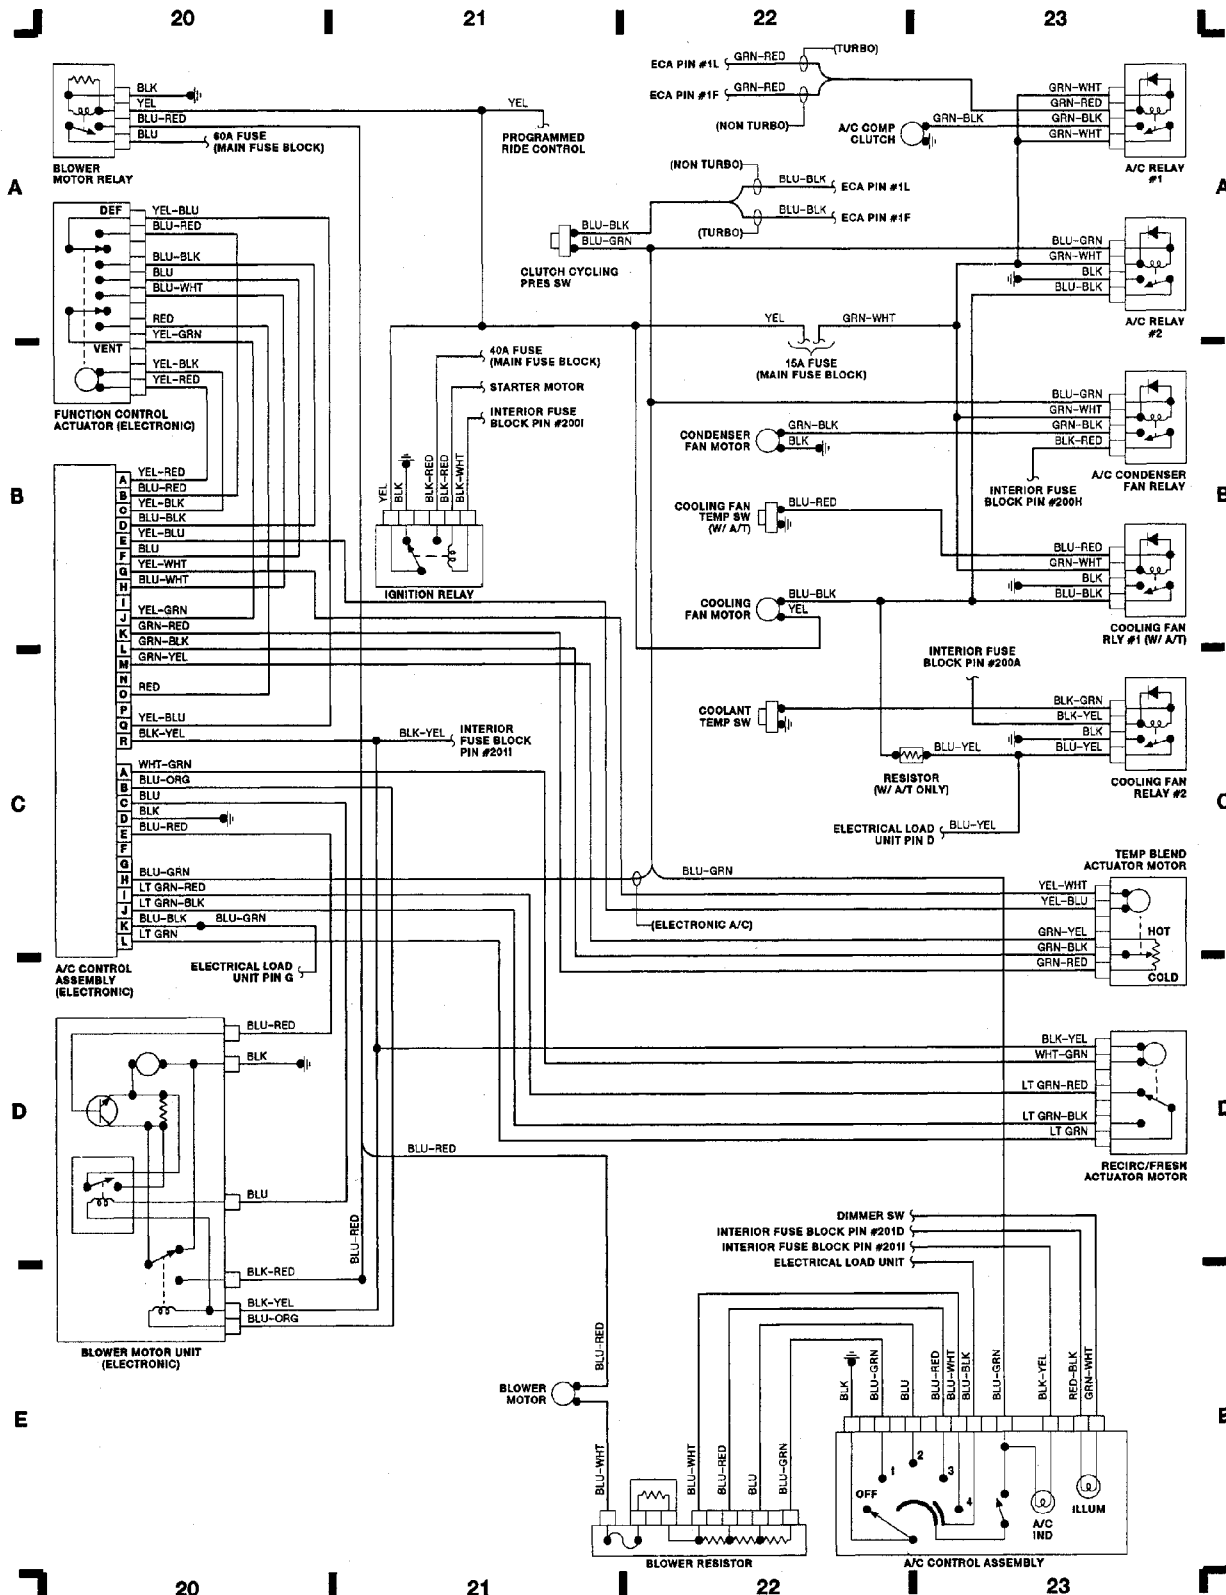 20 21 22 23
A
B
C
D
E
BLK
YEL
BLU-RED
BLU
60A FUSE
(MAIN FUSE BLOCK)
BLOWER
MOTOR RELAY
YEL
PROGRAMMED
RIDE CONTROL
ECA PIN #1L
GRN-RED
(TURBO)
ECA PIN #1F
GRN-RED
(NON TURBO)
A/C COMP
CLUTCH
GRN-BLK
GRN-WHT
GRN-RED
GRN-BLK
GRN-WHT
A/C RELAY
#1
A
(NON TURBO)
BLU-BLK
ECA PIN #1L
BLU-BLK
ECA PIN #1F
(TURBO)
BLU-BLK
BLU-GRN
CLUTCH CYCLING
PRES SW
BLU-GRN
GRN-WHT
BLK
BLU-BLK
A/C RELAY
#2
DEF
YEL-BLU
BLU-RED
BLU-BLK
BLU
BLU-WHT
RED
YEL-GRN
VENT
YEL-BLK
YEL-RED
FUNCTION CONTROL
ACTUATOR (ELECTRONIC)
YEL
GRN-WHT
15A FUSE
(MAIN FUSE BLOCK)
40A FUSE
(MAIN FUSE BLOCK)
STARTER MOTOR
INTERIOR FUSE
BLOCK PIN #200I
YEL
BLK
BLK-RED
BLK-RED
BLK-WHT
IGNITION RELAY
CONDENSER
FAN MOTOR
GRN-BLK
BLK
BLU-GRN
GRN-WHT
GRN-BLK
BLK-RED
A/C CONDENSER
FAN RELAY
INTERIOR FUSE
BLOCK PIN #200H
COOLING FAN
TEMP SW
(W/ A/T)
BLU-RED
BLU-RED
GRN-WHT
BLK
BLU-BLK
COOLING FAN
RLY #1 (W/ A/T)
COOLING
FAN MOTOR
BLU-BLK
YEL
INTERIOR FUSE
BLOCK PIN #200A
COOLANT
TEMP SW
BLK-GRN
BLK-YEL
BLK
BLU-YEL
COOLING FAN
RELAY #2
BLU-YEL
RESISTOR
(W/ A/T ONLY)
ELECTRICAL LOAD
UNIT PIN D
BLU-YEL
A YEL-RED
B BLU-RED
C YEL-BLK
D BLU-BLK
E YEL-BLU
F BLU
G YEL-WHT
H BLU-WHT
I
J YEL-GRN
K GRN-RED
L GRN-BLK
M GRN-YEL
N
O RED
P
Q YEL-BLU
R BLK-YEL
BLK-YEL
INTERIOR
FUSE BLOCK
PIN #201I
A WHT-GRN
B BLU-ORG
C BLU
D BLK
E BLU-RED
F
G
H BLU-GRN
I LT GRN-RED
J LT GRN-BLK
K BLU-BLK BLU-GRN
L LT GRN
A/C CONTROL
ASSEMBLY
(ELECTRONIC)
ELECTRICAL LOAD
UNIT PIN G
BLU-GRN
(ELECTRONIC A/C)
TEMP BLEND
ACTUATOR MOTOR
YEL-WHT
YEL-BLU
GRN-YEL
GRN-BLK
GRN-RED
HOT
COLD
BLU-RED
BLK
BLU
BLK-RED
BLK-YEL
BLU-ORG
BLOWER MOTOR UNIT
(ELECTRONIC)
BLU-RED
BLU-RED
BLK-YEL
WHT-GRN
LT GRN-RED
LT GRN-BLK
LT GRN
RECIRC/FRESH
ACTUATOR MOTOR
DIMMER SW
INTERIOR FUSE BLOCK PIN #201D
INTERIOR FUSE BLOCK PIN #201I
ELECTRICAL LOAD UNIT
BLU-RED
BLOWER
MOTOR
BLU-WHT
BLU-WHT
BLU-RED
BLU
BLU-GRN
BLOWER RESISTOR
BLK
BLU-GRN
BLU
BLU-RED
BLU-WHT
BLU-BLK
BLU-GRN
BLK-YEL
RED-BLK
GRN-WHT
OFF
1
2
3
4
A/C
IND
ILLUM
A/C CONTROL ASSEMBLY
20 21 22 23